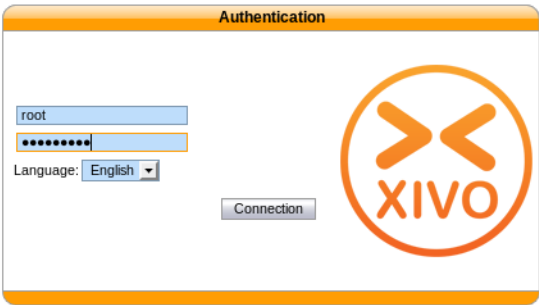 Authentication
root
•••••••••
Language: English
Connection
XIVO